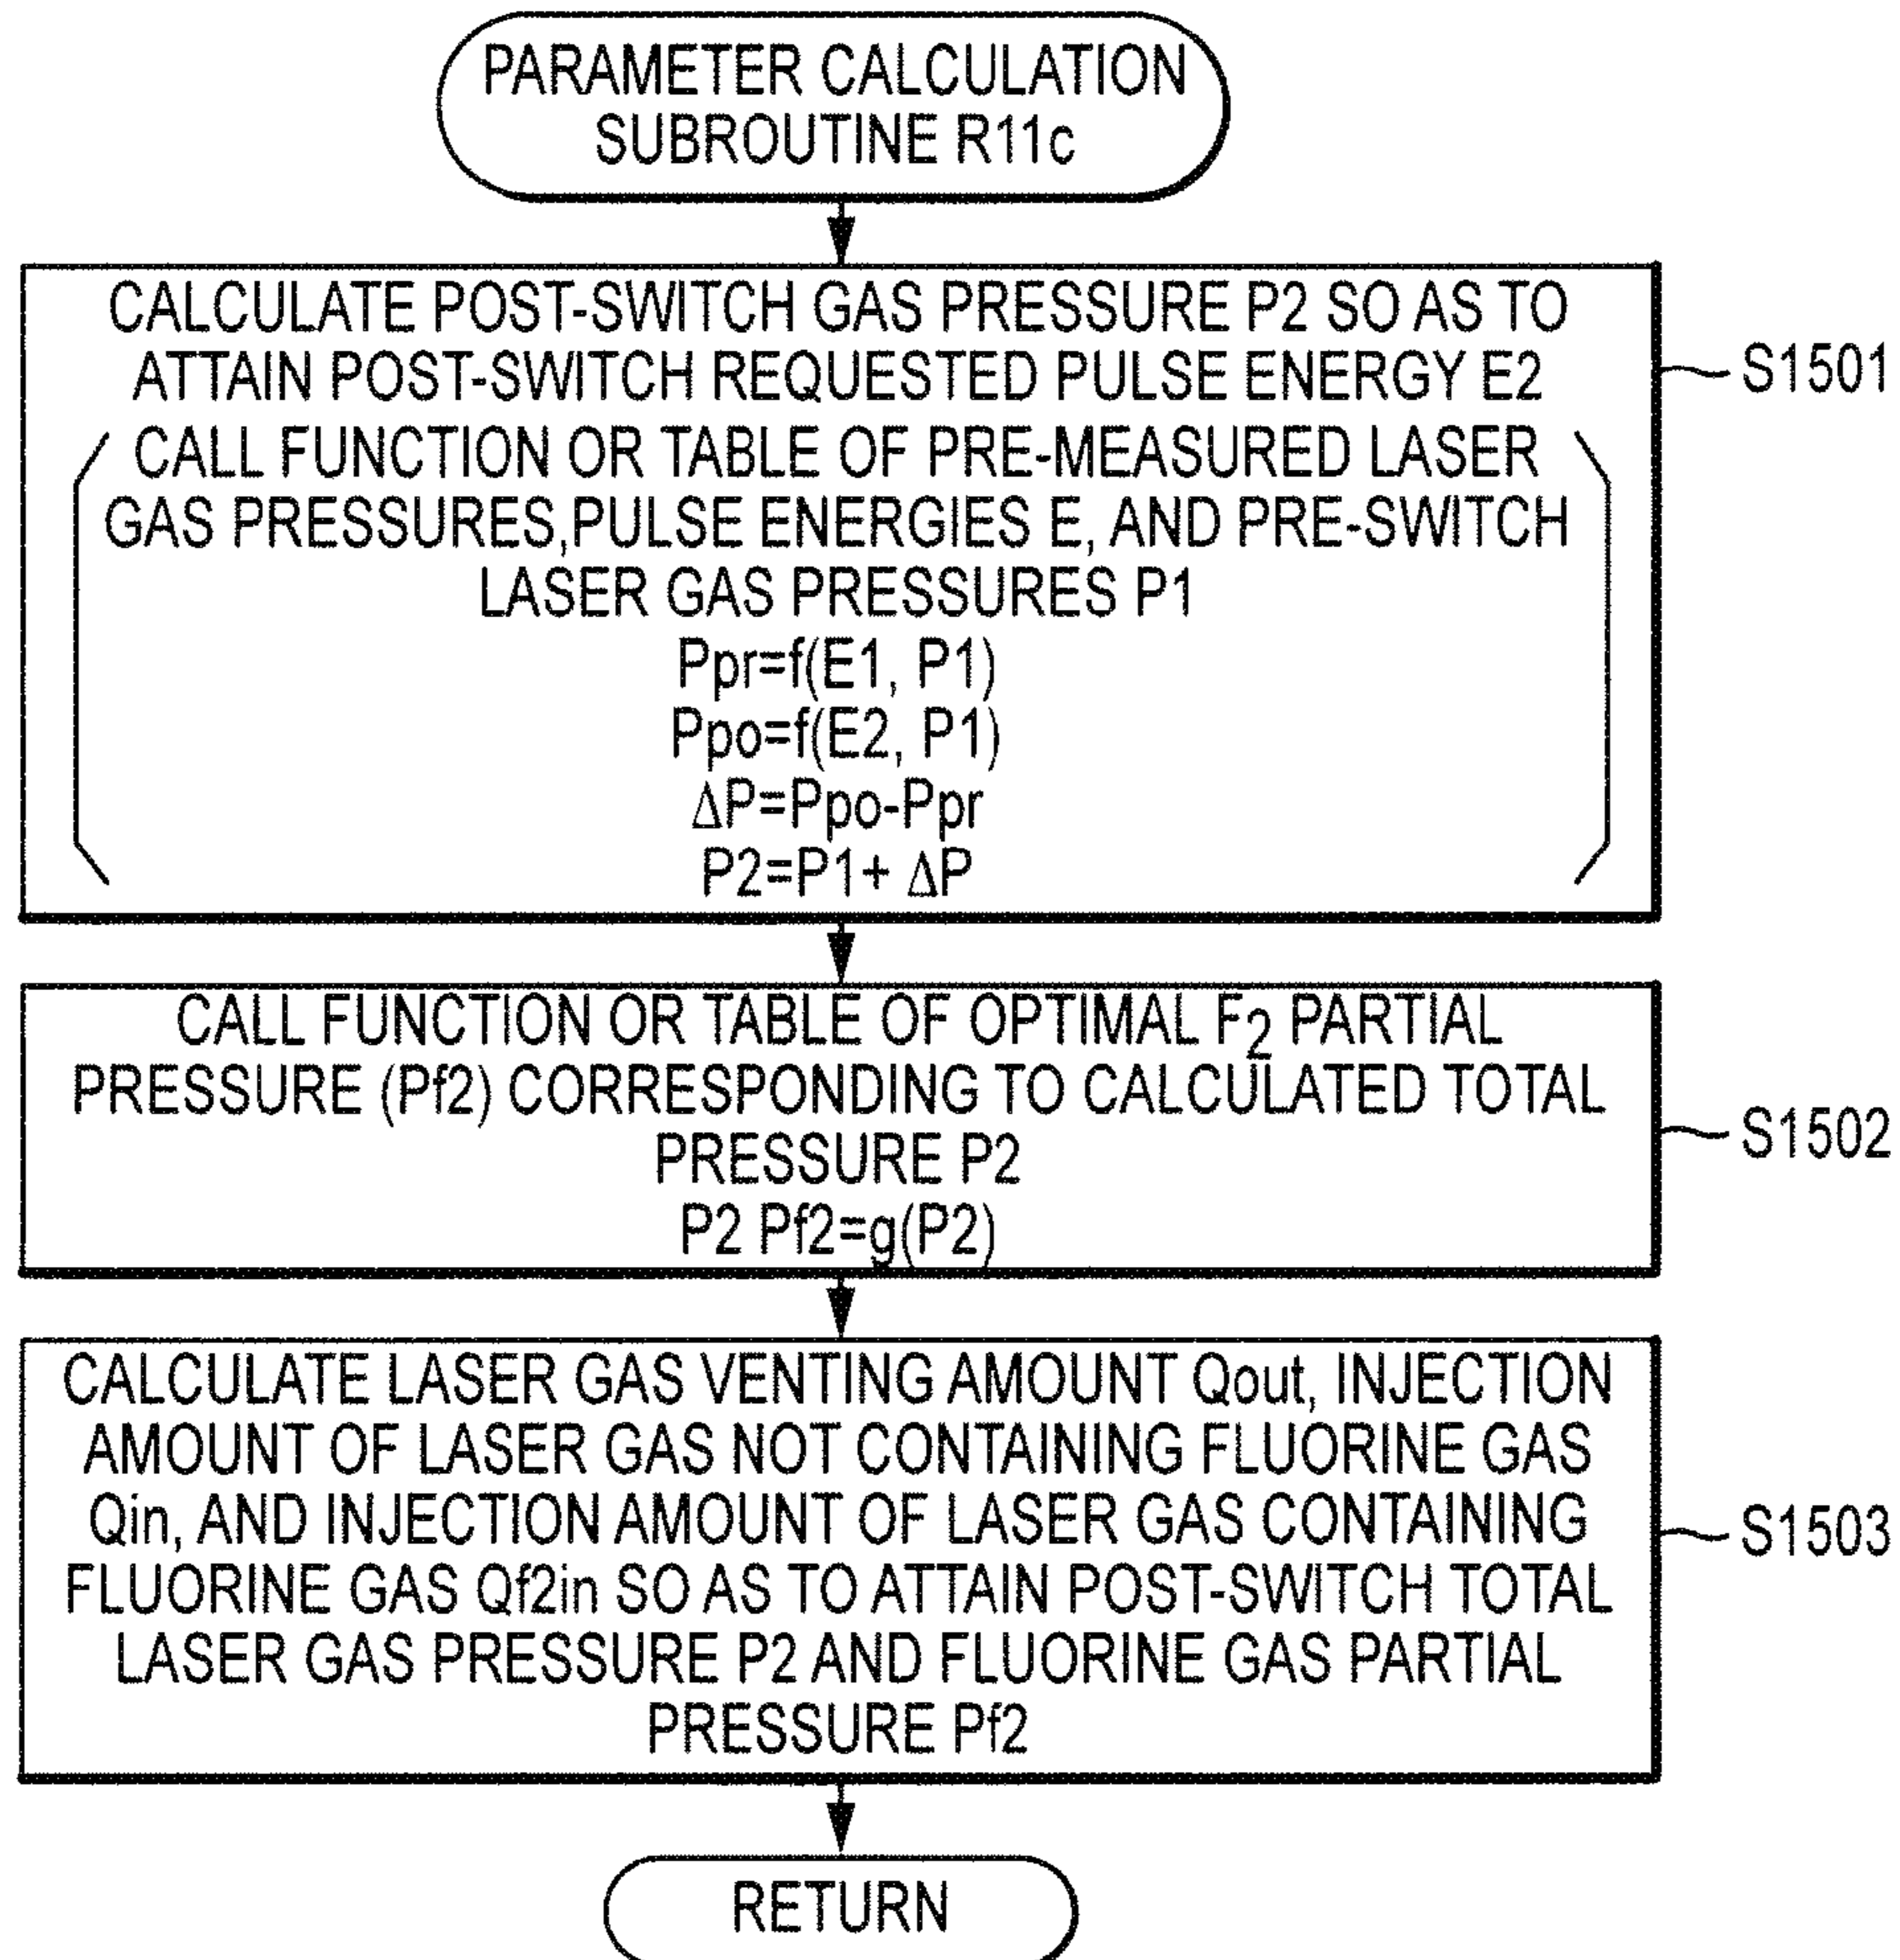 PARAMETER CALCULATION
SUBROUTINE R11c
CALCULATE POST-SWITCH GAS PRESSURE P2 SO AS TO
ATTAIN POST-SWITCH REQUESTED PULSE ENERGY E2
CALL FUNCTION OR TABLE OF PRE-MEASURED LASER
GAS PRESSURES,PULSE ENERGIES E, AND PRE-SWITCH
LASER GAS PRESSURES P1
Ppr=f(E1, P1)
Ppo=f(E2, P1)
ΔP=Ppo-Ppr
P2=P1+ ΔP
S1501
CALL FUNCTION OR TABLE OF OPTIMAL F₂ PARTIAL
PRESSURE (Pf2) CORRESPONDING TO CALCULATED TOTAL
PRESSURE P2
P2 Pf2=g(P2)
S1502
CALCULATE LASER GAS VENTING AMOUNT Qout, INJECTION
AMOUNT OF LASER GAS NOT CONTAINING FLUORINE GAS
Qin, AND INJECTION AMOUNT OF LASER GAS CONTAINING
FLUORINE GAS Qf2in SO AS TO ATTAIN POST-SWITCH TOTAL
LASER GAS PRESSURE P2 AND FLUORINE GAS PARTIAL
PRESSURE Pf2
S1503
RETURN